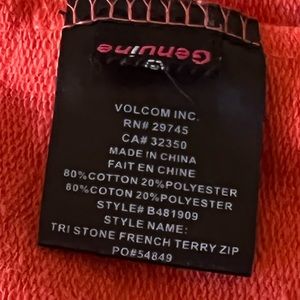 Genuine
VOLCOM INC.
RN# 29745
CA# 32350
MADE IN CHINA
FAIT EN CHINE
80%COTTON 20%POLYESTER
80%COTON 20%POLYESTER
STYLE# B481909
STYLE NAME:
TRI STONE FRENCH TERRY ZIP
PO#54849